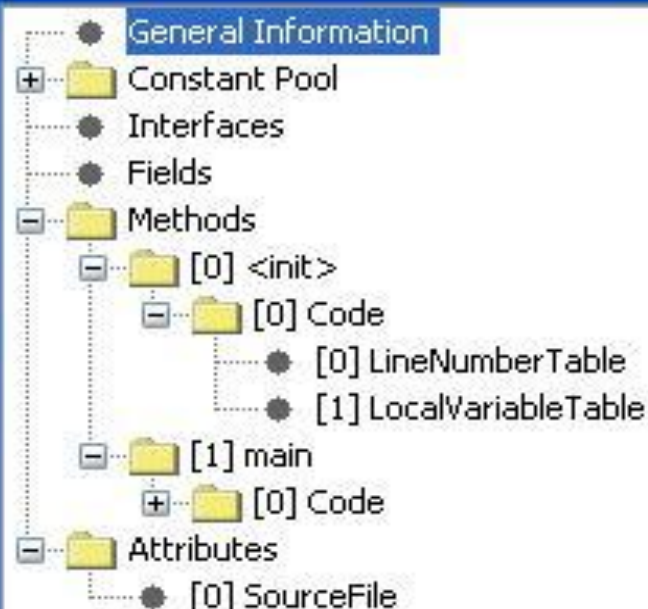 General Information
Constant Pool
Interfaces
Fields
Methods
[0] <init>
[0] Code
[0] LineNumberTable
[1] LocalVariableTable
[1] main
[0] Code
Attributes
[0] SourceFile